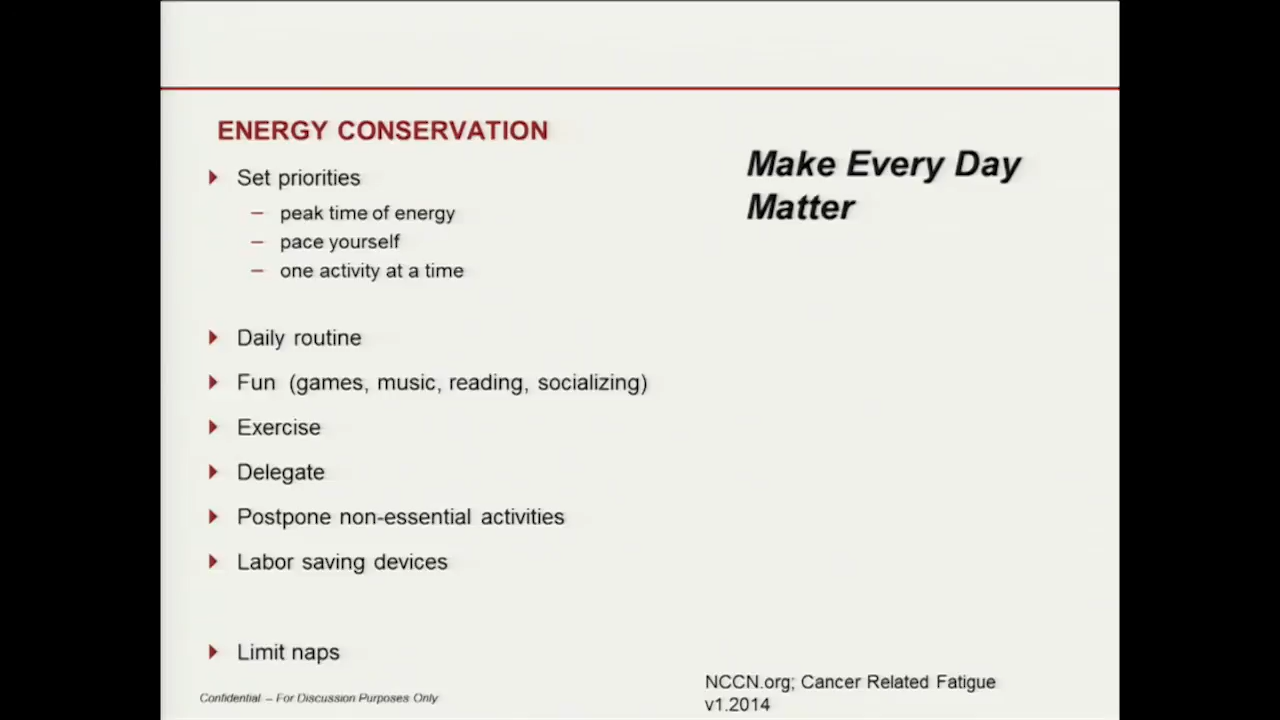 ENERGY CONSERVATION
Set priorities
– peak time of energy
– pace yourself
– one activity at a time
Daily routine
Fun (games, music, reading, socializing)
Exercise
Delegate
Postpone non-essential activities
Labor saving devices
Limit naps
Make Every Day
Matter
Confidential – For Discussion Purposes Only
NCCN.org; Cancer Related Fatigue
v1.2014